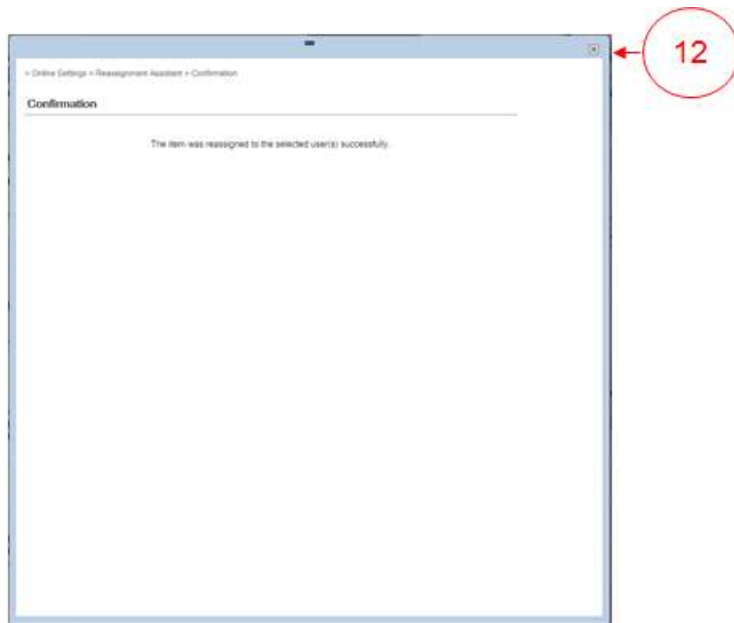 12
» Online Settings » Reassignment Assistant » Confirmation
Confirmation
The item was reassigned to the selected user(s) successfully.